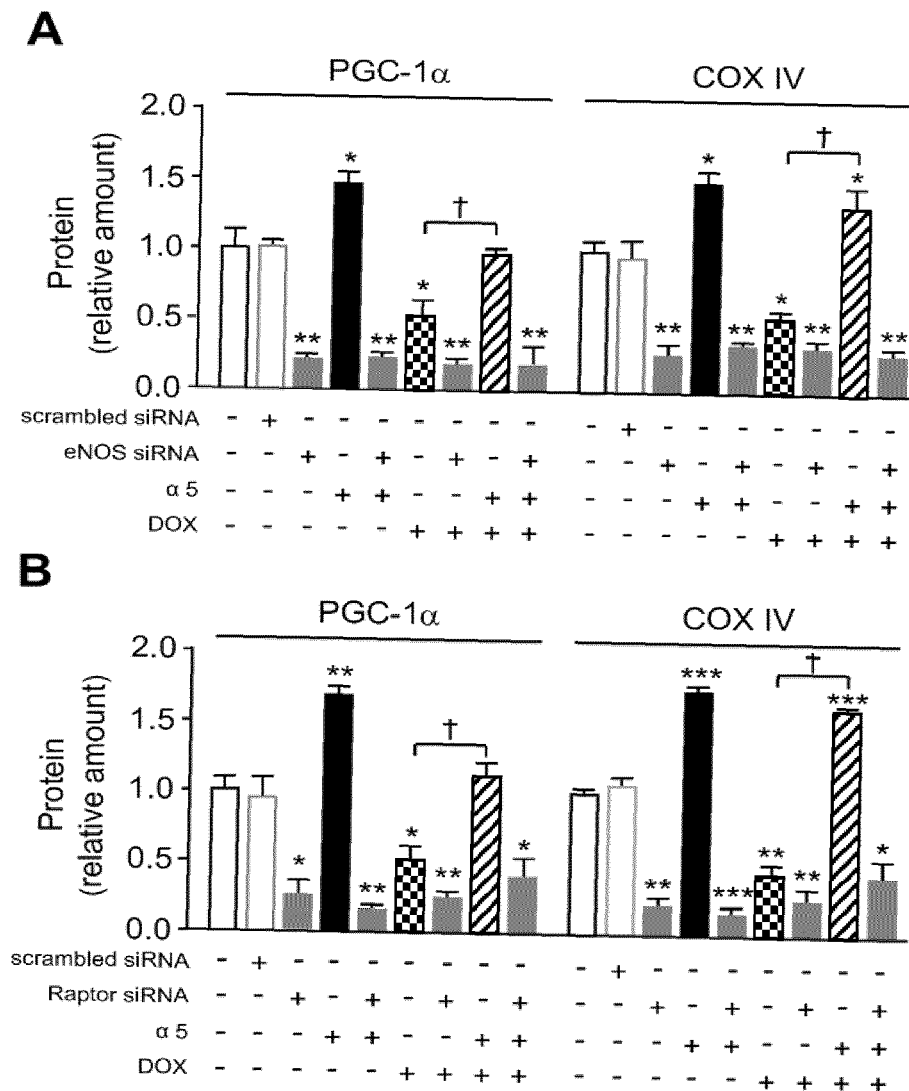 A
PGC-1α COX IV
Protein
(relative amount)
2.0
1.5
1.0
0.5
0.0
* ** ** * ** † ** * ** ** * ** † * **
scrambled siRNA - + - - - - - - - - + - - - - - - -
eNOS siRNA - - + - + - + - + - - + - + - + - +
α 5 - - - + + - - + + - - - + + - - + +
DOX - - - - - + + + + - - - - - + + + +
B
PGC-1α COX IV
Protein
(relative amount)
2.0
1.5
1.0
0.5
0.0
* ** ** * ** † * ** *** *** ** ** † *** *
scrambled siRNA - + - - - - - - - - + - - - - - - -
Raptor siRNA - - + - + - + - + - - + - + - + - +
α 5 - - - + + - - + + - - - + + - - + +
DOX - - - - - + + + + - - - - - + + + +